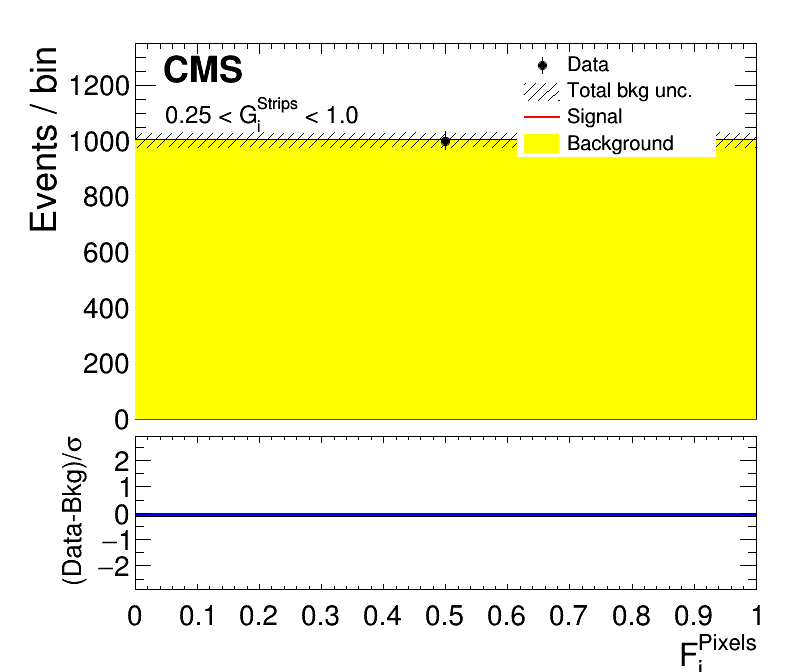 CMS
0.25 < G_i^Strips < 1.0
Data
Total bkg unc.
Signal
Background
Events / bin
1200
1000
800
600
400
200
0
(Data-Bkg)/σ
2
1
0
−1
−2
0 0.1 0.2 0.3 0.4 0.5 0.6 0.7 0.8 0.9 1
F_i^Pixels